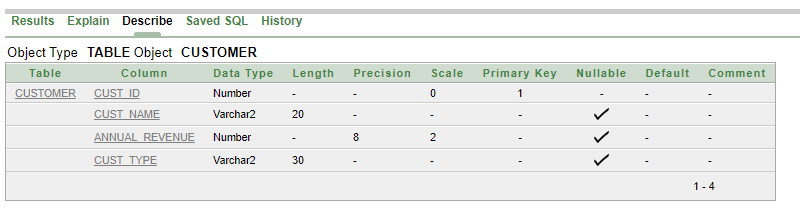 Results Explain Describe Saved SQL History
Object Type TABLE Object CUSTOMER
Table Column Data Type Length Precision Scale Primary Key Nullable Default Comment
CUSTOMER CUST_ID Number - - 0 1 - - -
CUST_NAME Varchar2 20 - - - ✓ - -
ANNUAL_REVENUE Number - 8 2 - ✓ - -
CUST_TYPE Varchar2 30 - - - ✓ - -
1 - 4